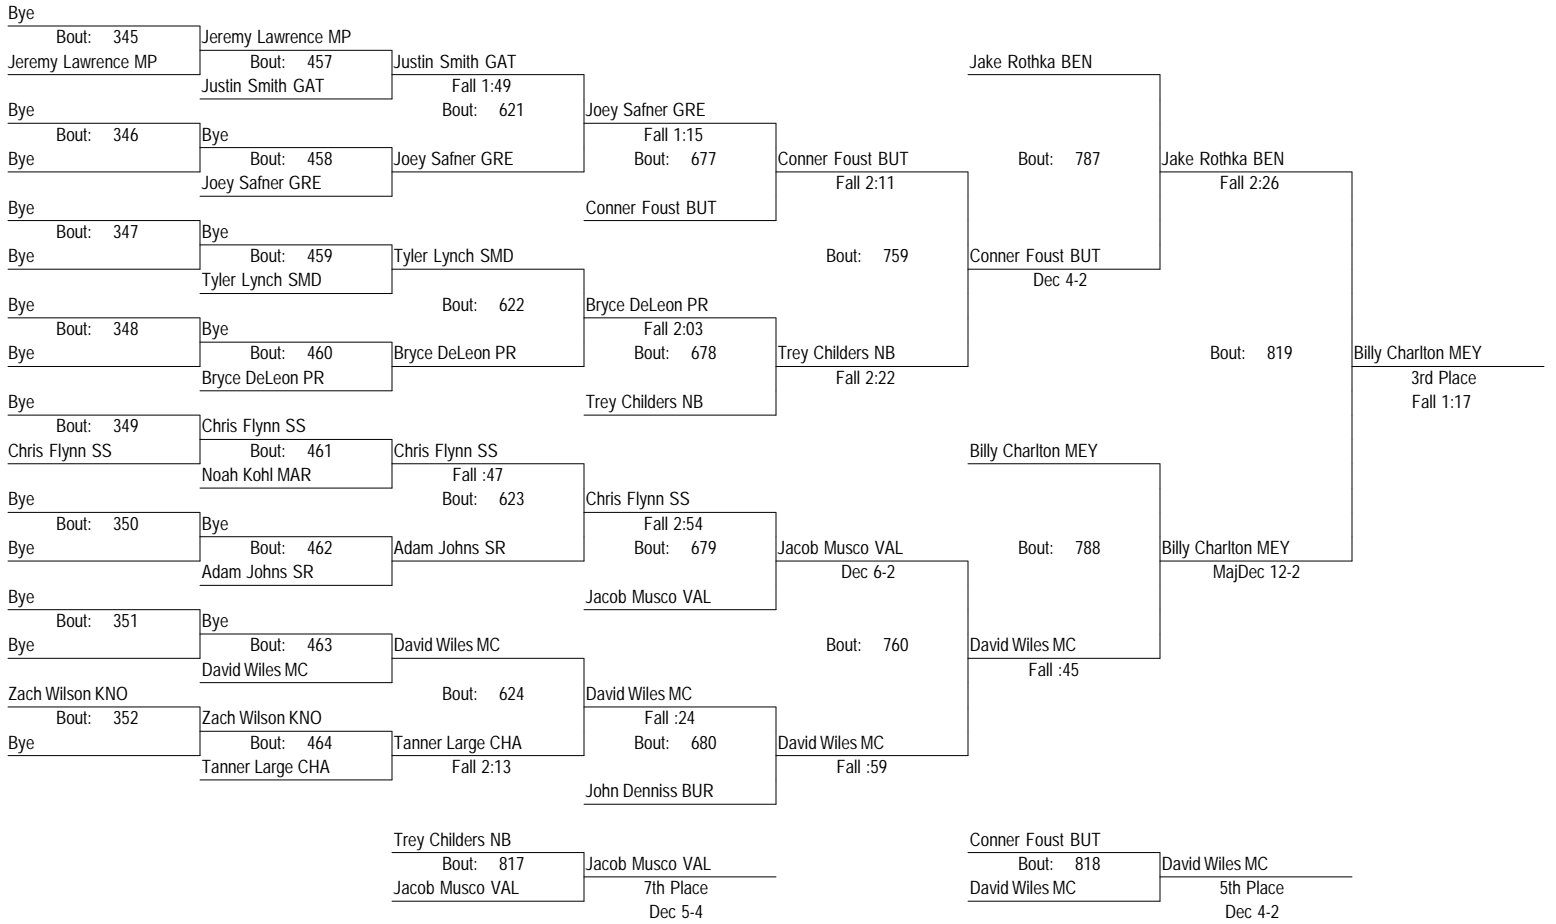 Bye
Bout: 345
Jeremy Lawrence MP
Jeremy Lawrence MP
Bout: 457
Justin Smith GAT
Justin Smith GAT
Fall 1:49
Bout: 621
Bye
Bout: 346
Bye
Bye
Bout: 458
Joey Safner GRE
Joey Safner GRE
Joey Safner GRE
Fall 1:15
Bout: 677
Conner Foust BUT
Conner Foust BUT
Fall 2:11
Bout: 759
Bye
Bout: 347
Bye
Bye
Bout: 459
Tyler Lynch SMD
Tyler Lynch SMD
Bout: 622
Bye
Bout: 348
Bye
Bye
Bout: 460
Bryce DeLeon PR
Bryce DeLeon PR
Bryce DeLeon PR
Fall 2:03
Bout: 678
Trey Childers NB
Trey Childers NB
Fall 2:22
Jake Rothka BEN
Bout: 787
Conner Foust BUT
Dec 4-2
Jake Rothka BEN
Fall 2:26
Bout: 819
Billy Charlton MEY
3rd Place
Fall 1:17
Bye
Bout: 349
Chris Flynn SS
Chris Flynn SS
Bout: 461
Noah Kohl MAR
Chris Flynn SS
Fall :47
Bout: 623
Bye
Bout: 350
Bye
Bye
Bout: 462
Adam Johns SR
Adam Johns SR
Chris Flynn SS
Fall 2:54
Bout: 679
Jacob Musco VAL
Jacob Musco VAL
Dec 6-2
Bout: 760
Bye
Bout: 351
Bye
Bye
Bout: 463
David Wiles MC
David Wiles MC
Bout: 624
Zach Wilson KNO
Bout: 352
Bye
Zach Wilson KNO
Bout: 464
Tanner Large CHA
Tanner Large CHA
Fall 2:13
David Wiles MC
Fall :24
Bout: 680
John Denniss BUR
David Wiles MC
Fall :59
Billy Charlton MEY
Bout: 788
David Wiles MC
Fall :45
Billy Charlton MEY
MajDec 12-2
Trey Childers NB
Bout: 817
Jacob Musco VAL
Jacob Musco VAL
7th Place
Dec 5-4
Conner Foust BUT
Bout: 818
David Wiles MC
David Wiles MC
5th Place
Dec 4-2